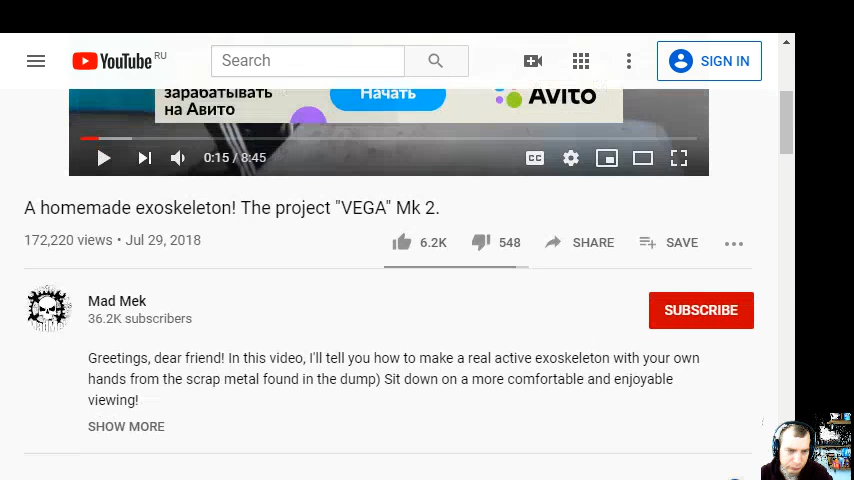 YouTube RU
Search
SIGN IN
зарабатывать
на Авито
Начать
Avito
0:15 / 8:45
CC
A homemade exoskeleton! The project "VEGA" Mk 2.
172,220 views • Jul 29, 2018
6.2K
548
SHARE
SAVE
Mad Mek
36.2K subscribers
SUBSCRIBE
Greetings, dear friend! In this video, I'll tell you how to make a real active exoskeleton with your own
hands from the scrap metal found in the dump) Sit down on a more comfortable and enjoyable
viewing!
SHOW MORE